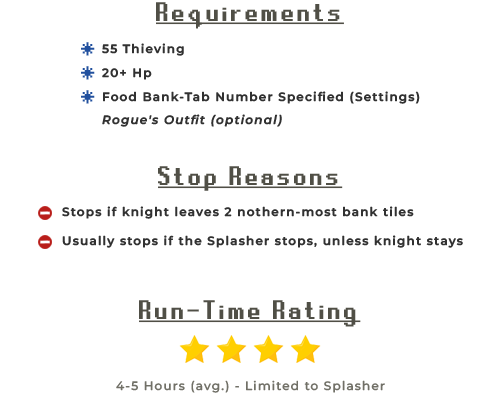 Requirements
55 Thieving
20+ Hp
Food Bank-Tab Number Specified (Settings)
Rogue's Outfit (optional)
Stop Reasons
Stops if knight leaves 2 nothern-most bank tiles
Usually stops if the Splasher stops, unless knight stays
Run-Time Rating
4-5 Hours (avg.) - Limited to Splasher